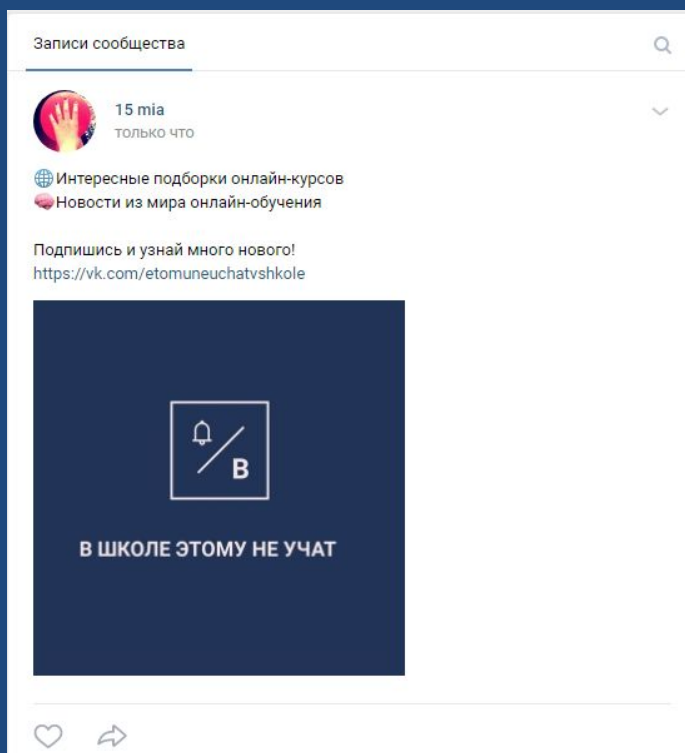 Записи сообщества
15 mia
только что
🌐Интересные подборки онлайн-курсов
🧠Новости из мира онлайн-обучения
Подпишись и узнай много нового!
https://vk.com/etomuneuchatvshkole
В
В ШКОЛЕ ЭТОМУ НЕ УЧАТ